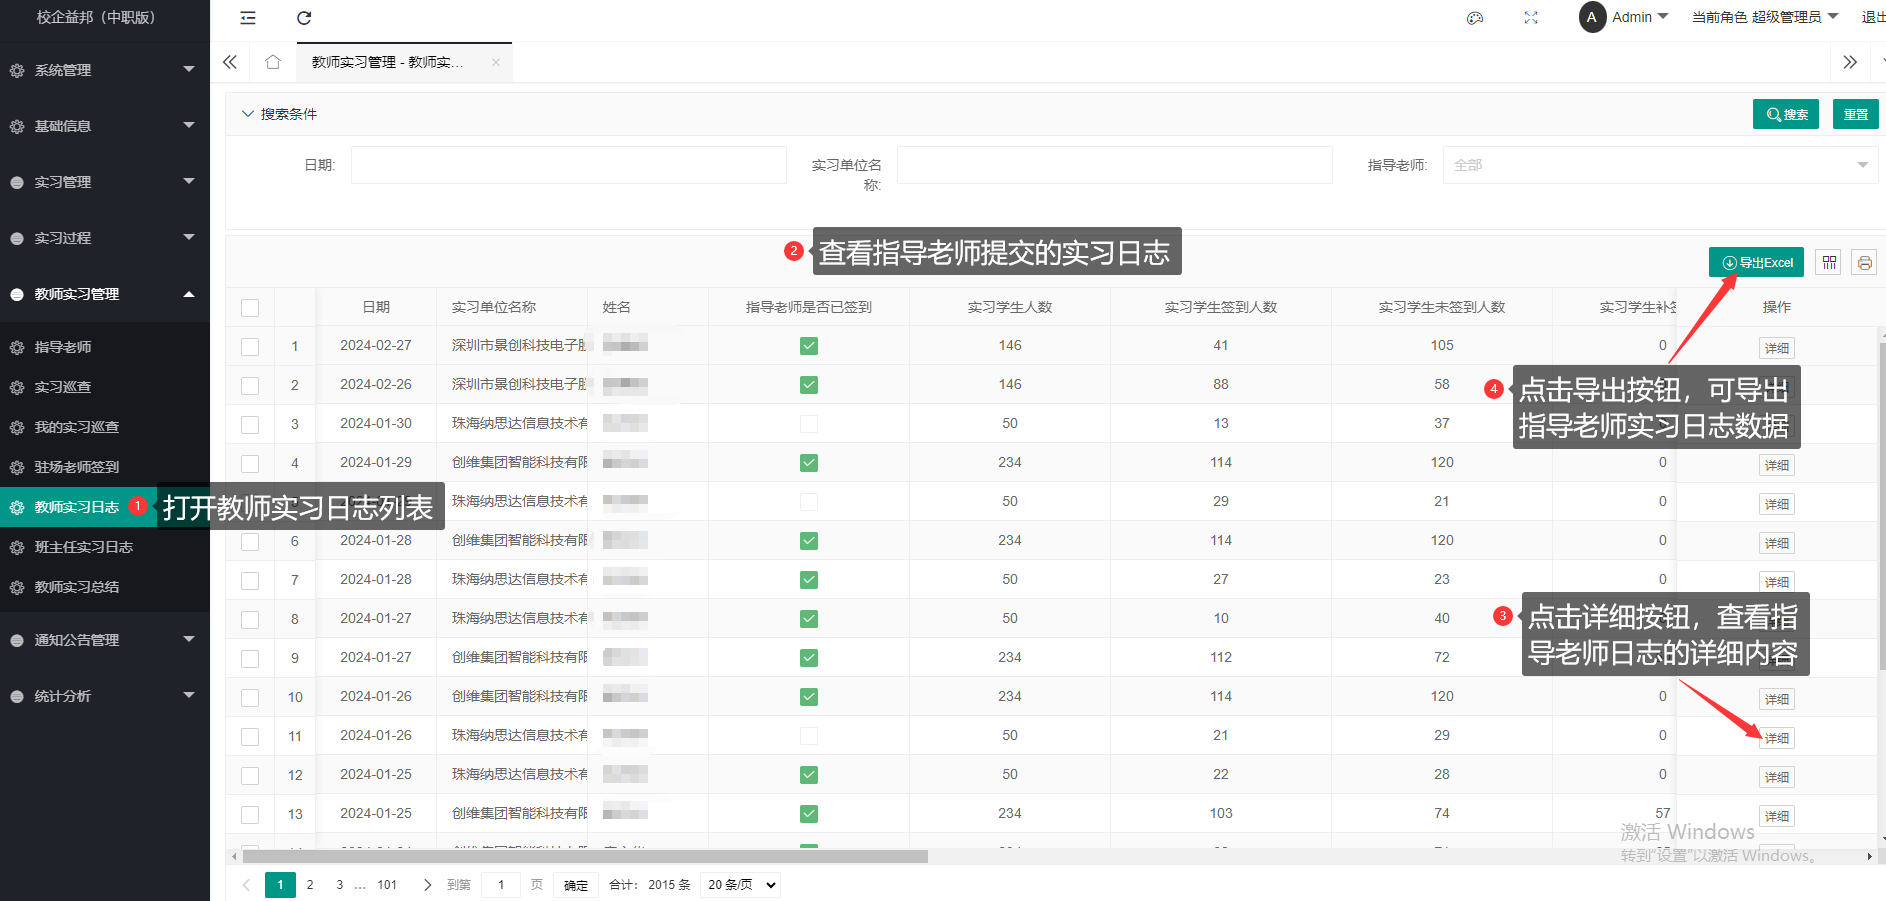 校企益邦（中职版）
Admin
当前角色 超级管理员
退出
系统管理
基础信息
实习管理
实习过程
教师实习管理
指导老师
实习巡查
我的实习巡查
驻场老师签到
教师实习日志
班主任实习日志
教师实习总结
通知公告管理
统计分析
教师实习管理 - 教师实...
搜索条件
搜索
重置
日期:
实习单位名称:
指导老师:
全部
1 打开教师实习日志列表
2 查看指导老师提交的实习日志
导出Excel
日期 实习单位名称 姓名 指导老师是否已签到 实习学生人数 实习学生签到人数 实习学生未签到人数 实习学生补签 操作
1 2024-02-27 深圳市景创科技电子股 146 41 105 0 详细
2 2024-02-26 深圳市景创科技电子股 146 88 58
3 2024-01-30 珠海纳思达信息技术有 50 13 37
4 2024-01-29 创维集团智能科技有限 234 114 120 0 详细
珠海纳思达信息技术有 50 29 21 0 详细
6 2024-01-28 创维集团智能科技有限 234 114 120 0 详细
7 2024-01-28 珠海纳思达信息技术有 50 27 23 0 详细
8 2024-01-27 珠海纳思达信息技术有 50 10 40
9 2024-01-27 创维集团智能科技有限 234 112 72
10 2024-01-26 创维集团智能科技有限 234 114 120 0 详细
11 2024-01-26 珠海纳思达信息技术有 50 21 29 0 详细
12 2024-01-25 珠海纳思达信息技术有 50 22 28 0 详细
13 2024-01-25 创维集团智能科技有限 234 103 74 57 详细
4 点击导出按钮，可导出
指导老师实习日志数据
3 点击详细按钮，查看指
导老师日志的详细内容
激活 Windows
转到“设置”以激活 Windows。
1 2 3 … 101 到第 1 页 确定 合计： 2015 条 20 条/页